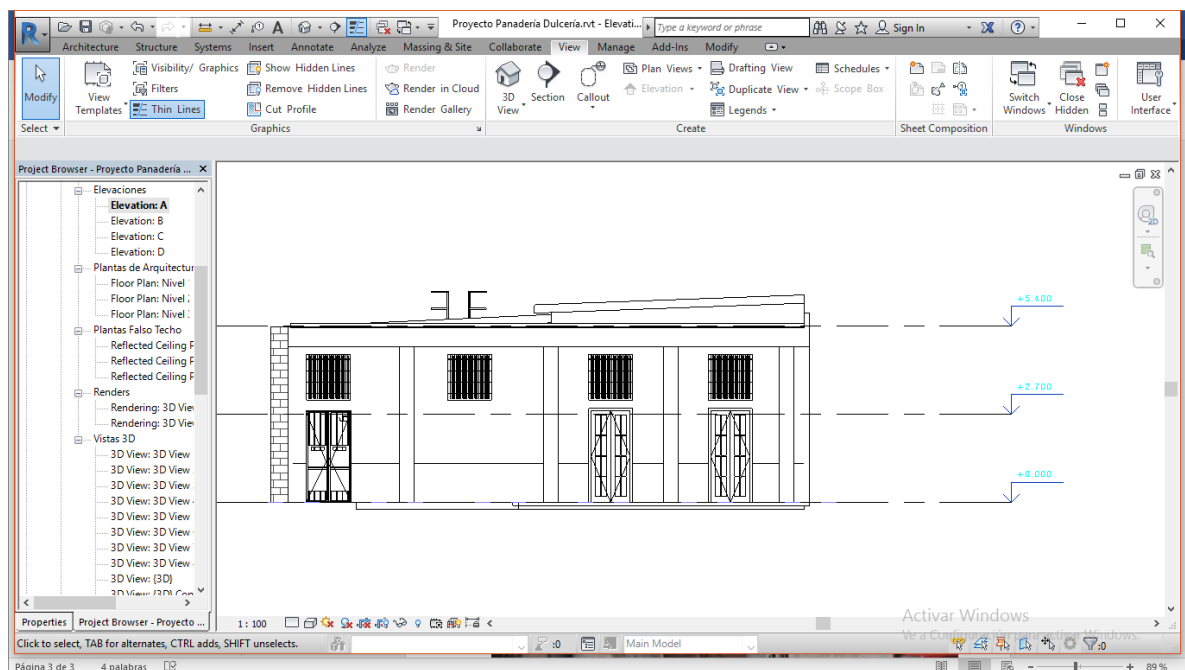 Proyecto Panadería Dulcería.rvt - Elevati...
Type a keyword or phrase
Sign In
Architecture Structure Systems Insert Annotate Analyze Massing & Site Collaborate View Manage Add-Ins Modify
Modify
View Templates
Visibility/ Graphics
Filters
Thin Lines
Show Hidden Lines
Remove Hidden Lines
Cut Profile
Render
Render in Cloud
Render Gallery
3D View
Section
Callout
Plan Views
Elevation
Drafting View
Duplicate View
Legends
Schedules
Scope Box
Switch Windows
Close Hidden
User Interface
Select
Graphics
Create
Sheet Composition
Windows
Project Browser - Proyecto Panadería ...
Elevaciones
Elevation: A
Elevation: B
Elevation: C
Elevation: D
Plantas de Arquitectur
Floor Plan: Nivel
Floor Plan: Nivel
Floor Plan: Nivel
Plantas Falso Techo
Reflected Ceiling P
Reflected Ceiling P
Reflected Ceiling P
Renders
Rendering: 3D Vie
Rendering: 3D Vie
Vistas 3D
3D View: 3D View
3D View: 3D View
3D View: 3D View
3D View: 3D View
3D View: 3D View
3D View: 3D View
3D View: 3D View
3D View: 3D View
3D View: {3D}
+5.400
+2.700
+0.000
2D
Properties
Project Browser - Proyecto ...
1 : 100
Activar Windows
Click to select, TAB for alternates, CTRL adds, SHIFT unselects.
:0
Main Model
:0
Página 3 de 3
4 palabras
89 %